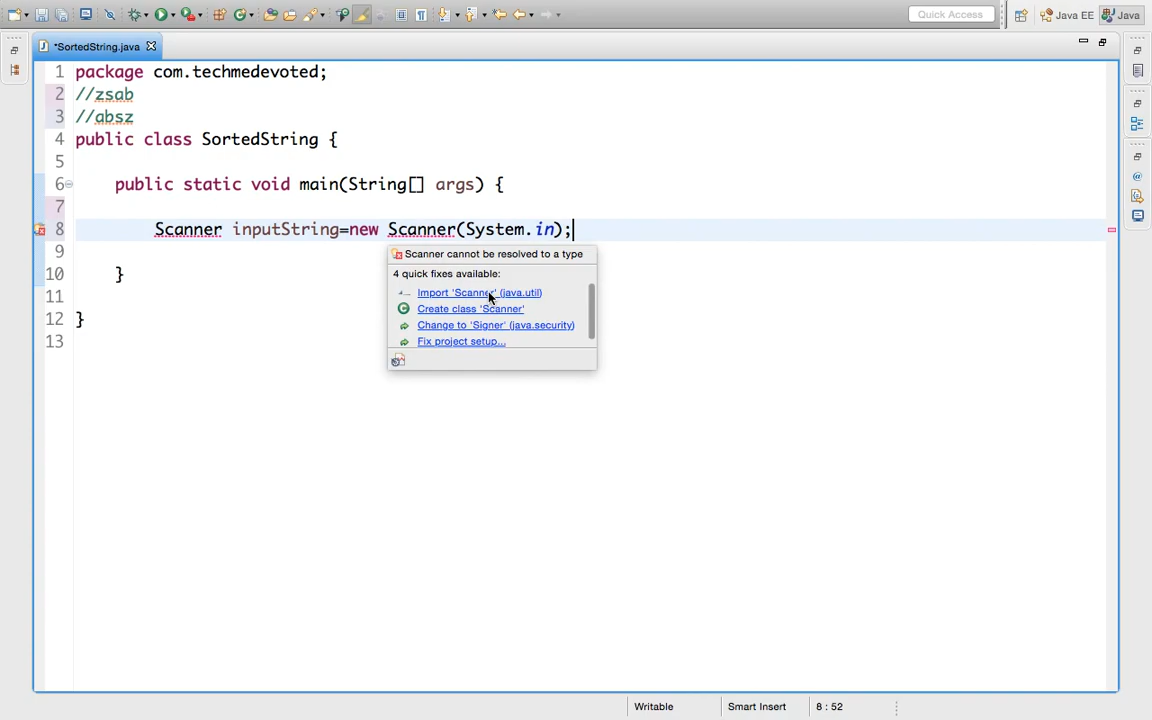 Quick Access
Java EE
Java
*SortedString.java
1 package com.techmedevoted;
2 //zsab
3 //absz
4 public class SortedString {
5
6 public static void main(String[] args) {
7
8 Scanner inputString=new Scanner(System.in);
9
10 }
11
12 }
13
Scanner cannot be resolved to a type
4 quick fixes available:
Import 'Scanner' (java.util)
Create class 'Scanner'
Change to 'Signer' (java.security)
Fix project setup...
Writable
Smart Insert
8 : 52